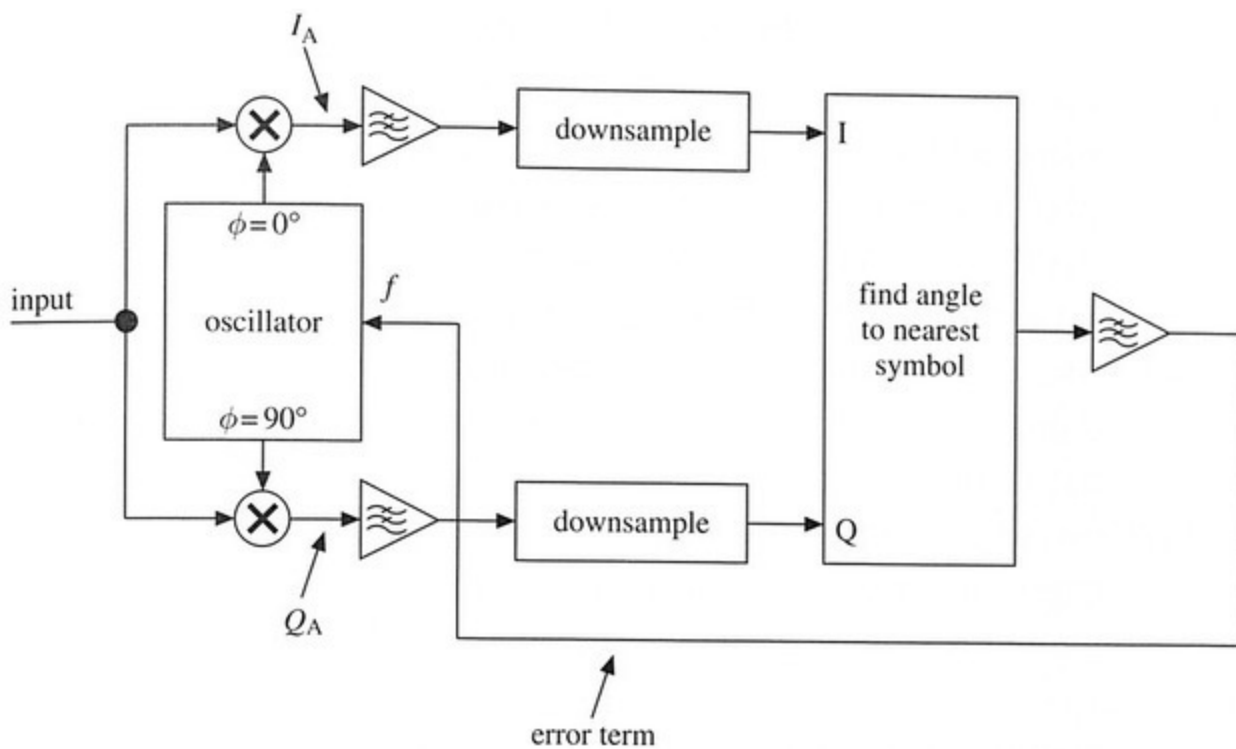 I_A
downsample
I
ϕ=0°
input
oscillator
f
find angle
to nearest
symbol
ϕ=90°
downsample
Q
Q_A
error term